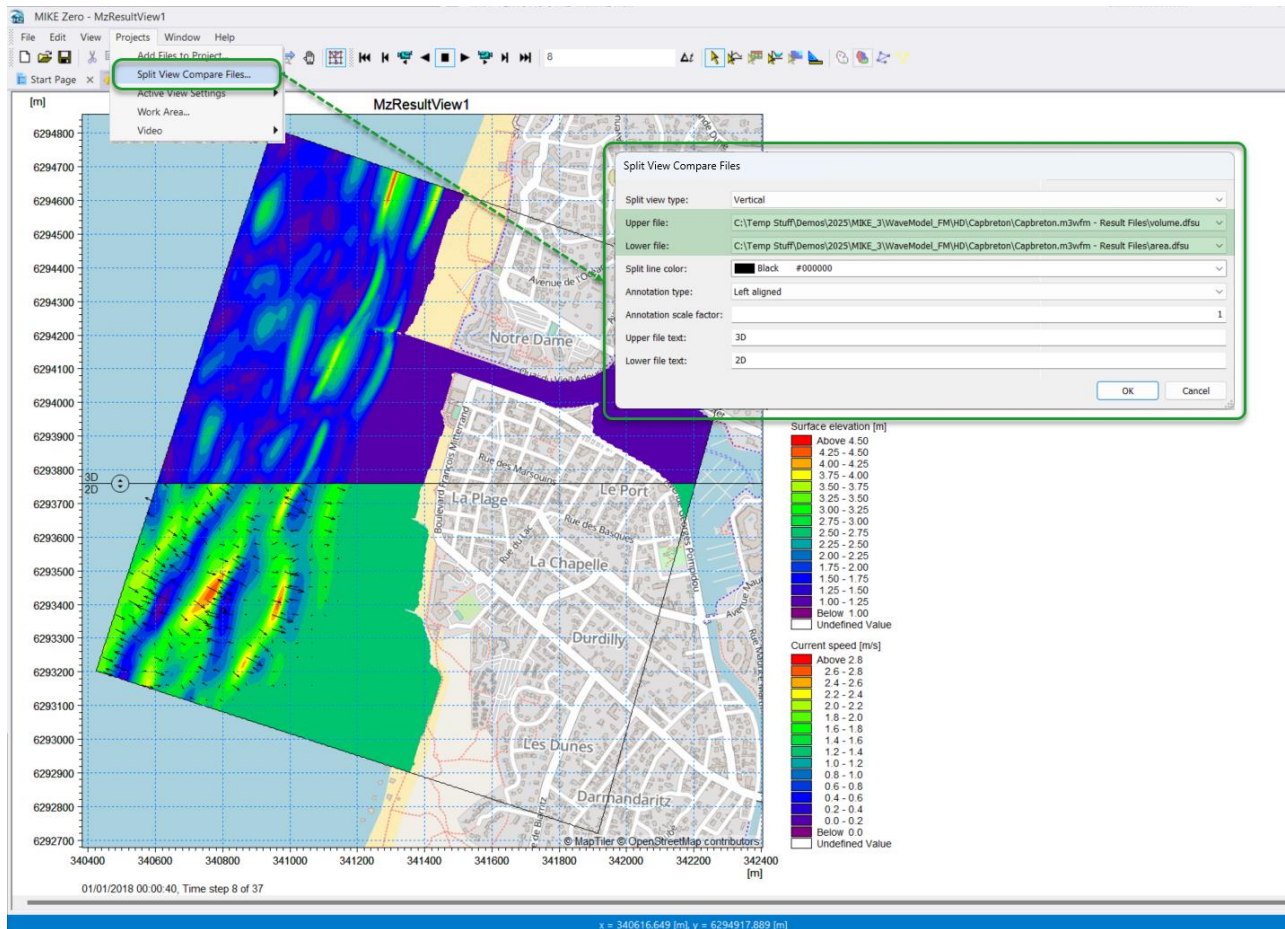 MIKE Zero - MzResultView1
File Edit View Projects Window Help
Add Files to Project...
8
Δt
Start Page
Split View Compare Files...
Active View Settings
Work Area...
Video
[m]
MzResultView1
6294800
6294700
6294600
6294500
6294400
6294300
6294200
6294100
6294000
6293900
6293800
6293700
6293600
6293500
6293400
6293300
6293200
6293100
6293000
6292900
6292800
6292700
3D
2D
Notre Dame
Boulevard François Mitterrand
Rue des Marsouins
La Plage
Le Port
Rue des Basques
Rue du Lac
Georges Pompidou
La Chapelle
Durdilly
Les Dunes
Darmandaritz
© MapTiler © OpenStreetMap contributors
340400 340600 340800 341000 341200 341400 341600 341800 342000 342200 342400
[m]
01/01/2018 00:00:40, Time step 8 of 37
Split View Compare Files
Split view type: Vertical
Upper file: C:\Temp Stuff\Demos\2025\MIKE_3\WaveModel_FM\HD\Capbreton\Capbreton.m3wfm - Result Files\volume.dfsu
Lower file: C:\Temp Stuff\Demos\2025\MIKE_3\WaveModel_FM\HD\Capbreton\Capbreton.m3wfm - Result Files\area.dfsu
Split line color: Black #000000
Annotation type: Left aligned
Annotation scale factor: 1
Upper file text: 3D
Lower file text: 2D
OK Cancel
Surface elevation [m]
Above 4.50
4.25 - 4.50
4.00 - 4.25
3.75 - 4.00
3.50 - 3.75
3.25 - 3.50
3.00 - 3.25
2.75 - 3.00
2.50 - 2.75
2.25 - 2.50
2.00 - 2.25
1.75 - 2.00
1.50 - 1.75
1.25 - 1.50
1.00 - 1.25
Below 1.00
Undefined Value
Current speed [m/s]
Above 2.8
2.6 - 2.8
2.4 - 2.6
2.2 - 2.4
2.0 - 2.2
1.8 - 2.0
1.6 - 1.8
1.4 - 1.6
1.2 - 1.4
1.0 - 1.2
0.8 - 1.0
0.6 - 0.8
0.4 - 0.6
0.2 - 0.4
0.0 - 0.2
Below 0.0
Undefined Value
x = 340616.649 [m], y = 6294917.889 [m]